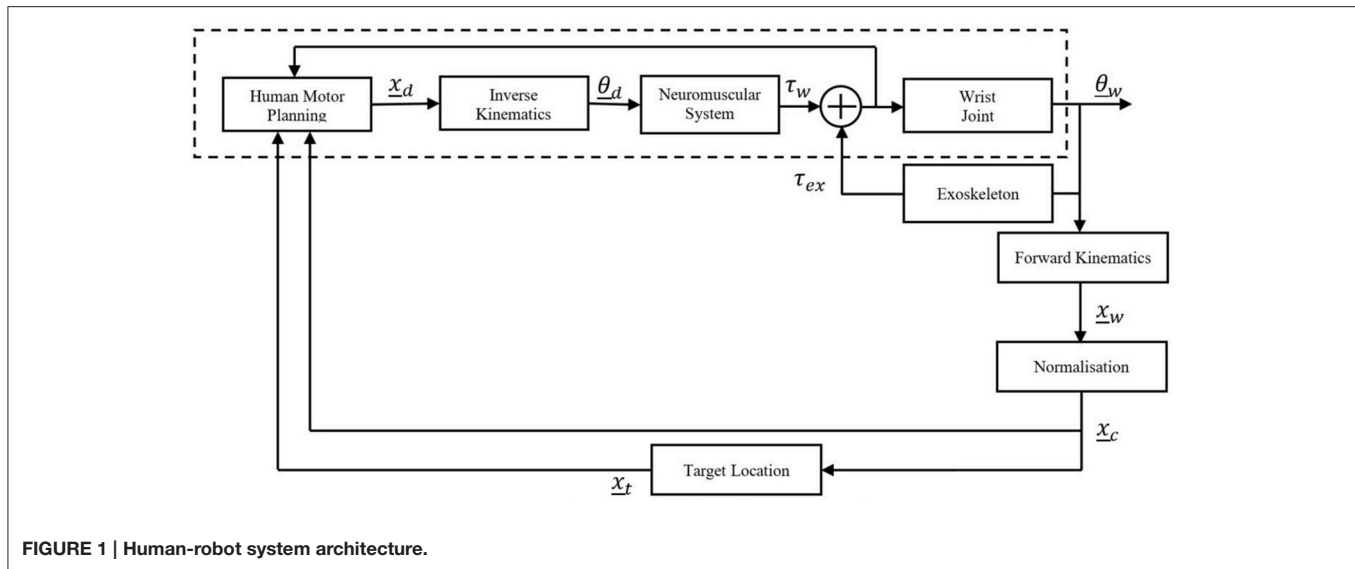 Human Motor
Planning
x_d
Inverse
Kinematics
θ_d
Neuromuscular
System
τ_w
+
Wrist
Joint
θ_w
τ_ex
Exoskeleton
Forward Kinematics
x_w
Normalisation
x_c
Target Location
x_t
FIGURE 1 | Human-robot system architecture.